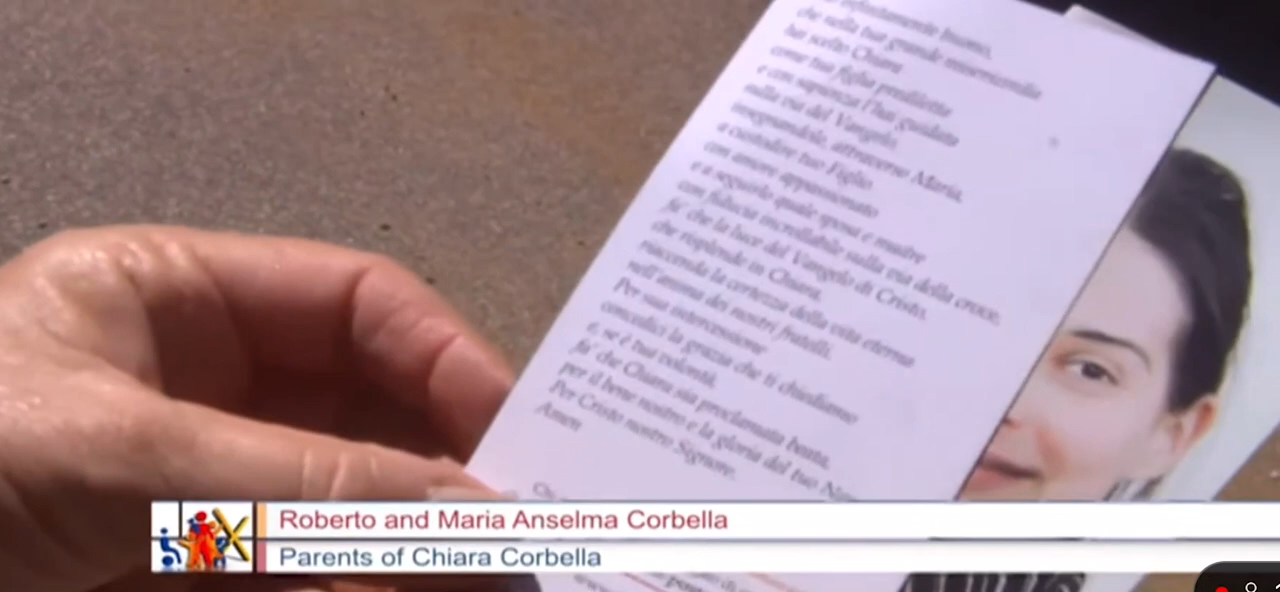 infinitamente buono,
che nella tua grande misericordia
hai scelto Chiara
come tua figlia prediletta
e con sapienza l'hai guidata
sulla via del Vangelo,
insegnandole, attraverso Maria,
a custodire tuo Figlio
con amore appassionato
e a seguirlo quale sposa e madre
con fiducia incrollabile sulla via della croce,
fa' che la luce del Vangelo di Cristo,
che risplende in Chiara,
riaccenda la certezza della vita eterna
nell'anima dei nostri fratelli.
Per sua intercessione
concedici la grazia che ti chiediamo
e, se è tua volontà,
fa' che Chiara sia proclamata beata,
per il bene nostro e la gloria del tuo
Per Cristo nostro Signore.
Amen
Roberto and Maria Anselma Corbella
Parents of Chiara Corbella